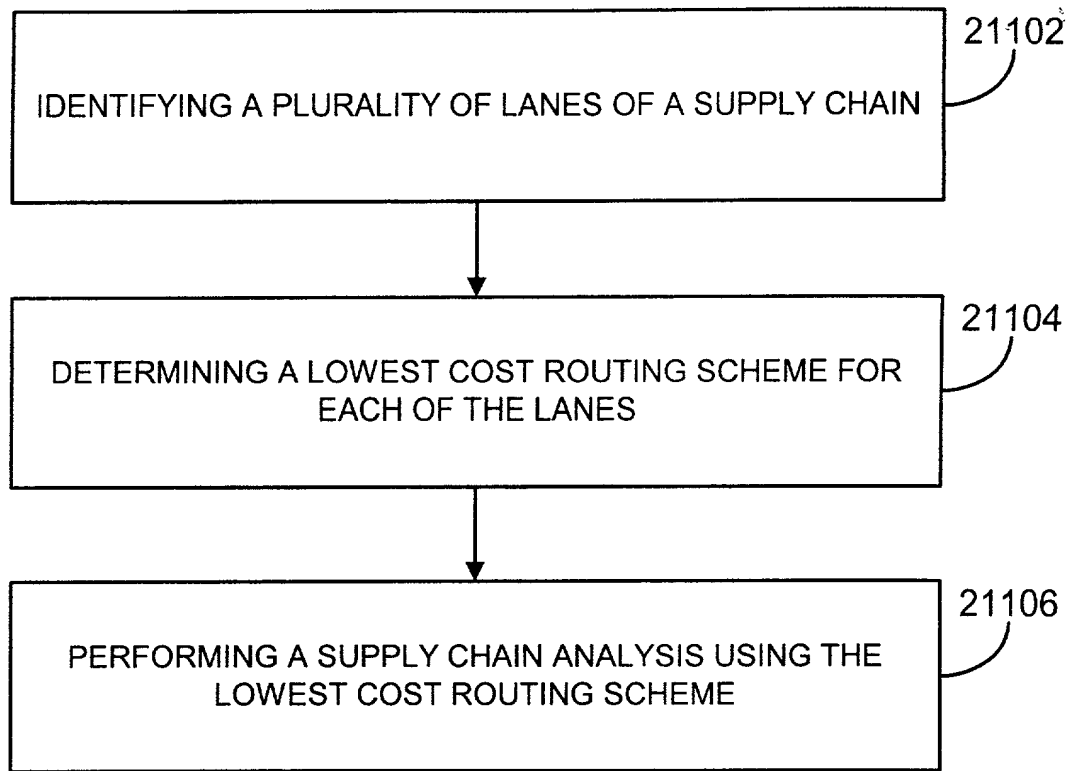 21102
IDENTIFYING A PLURALITY OF LANES OF A SUPPLY CHAIN
21104
DETERMINING A LOWEST COST ROUTING SCHEME FOR
EACH OF THE LANES
21106
PERFORMING A SUPPLY CHAIN ANALYSIS USING THE
LOWEST COST ROUTING SCHEME